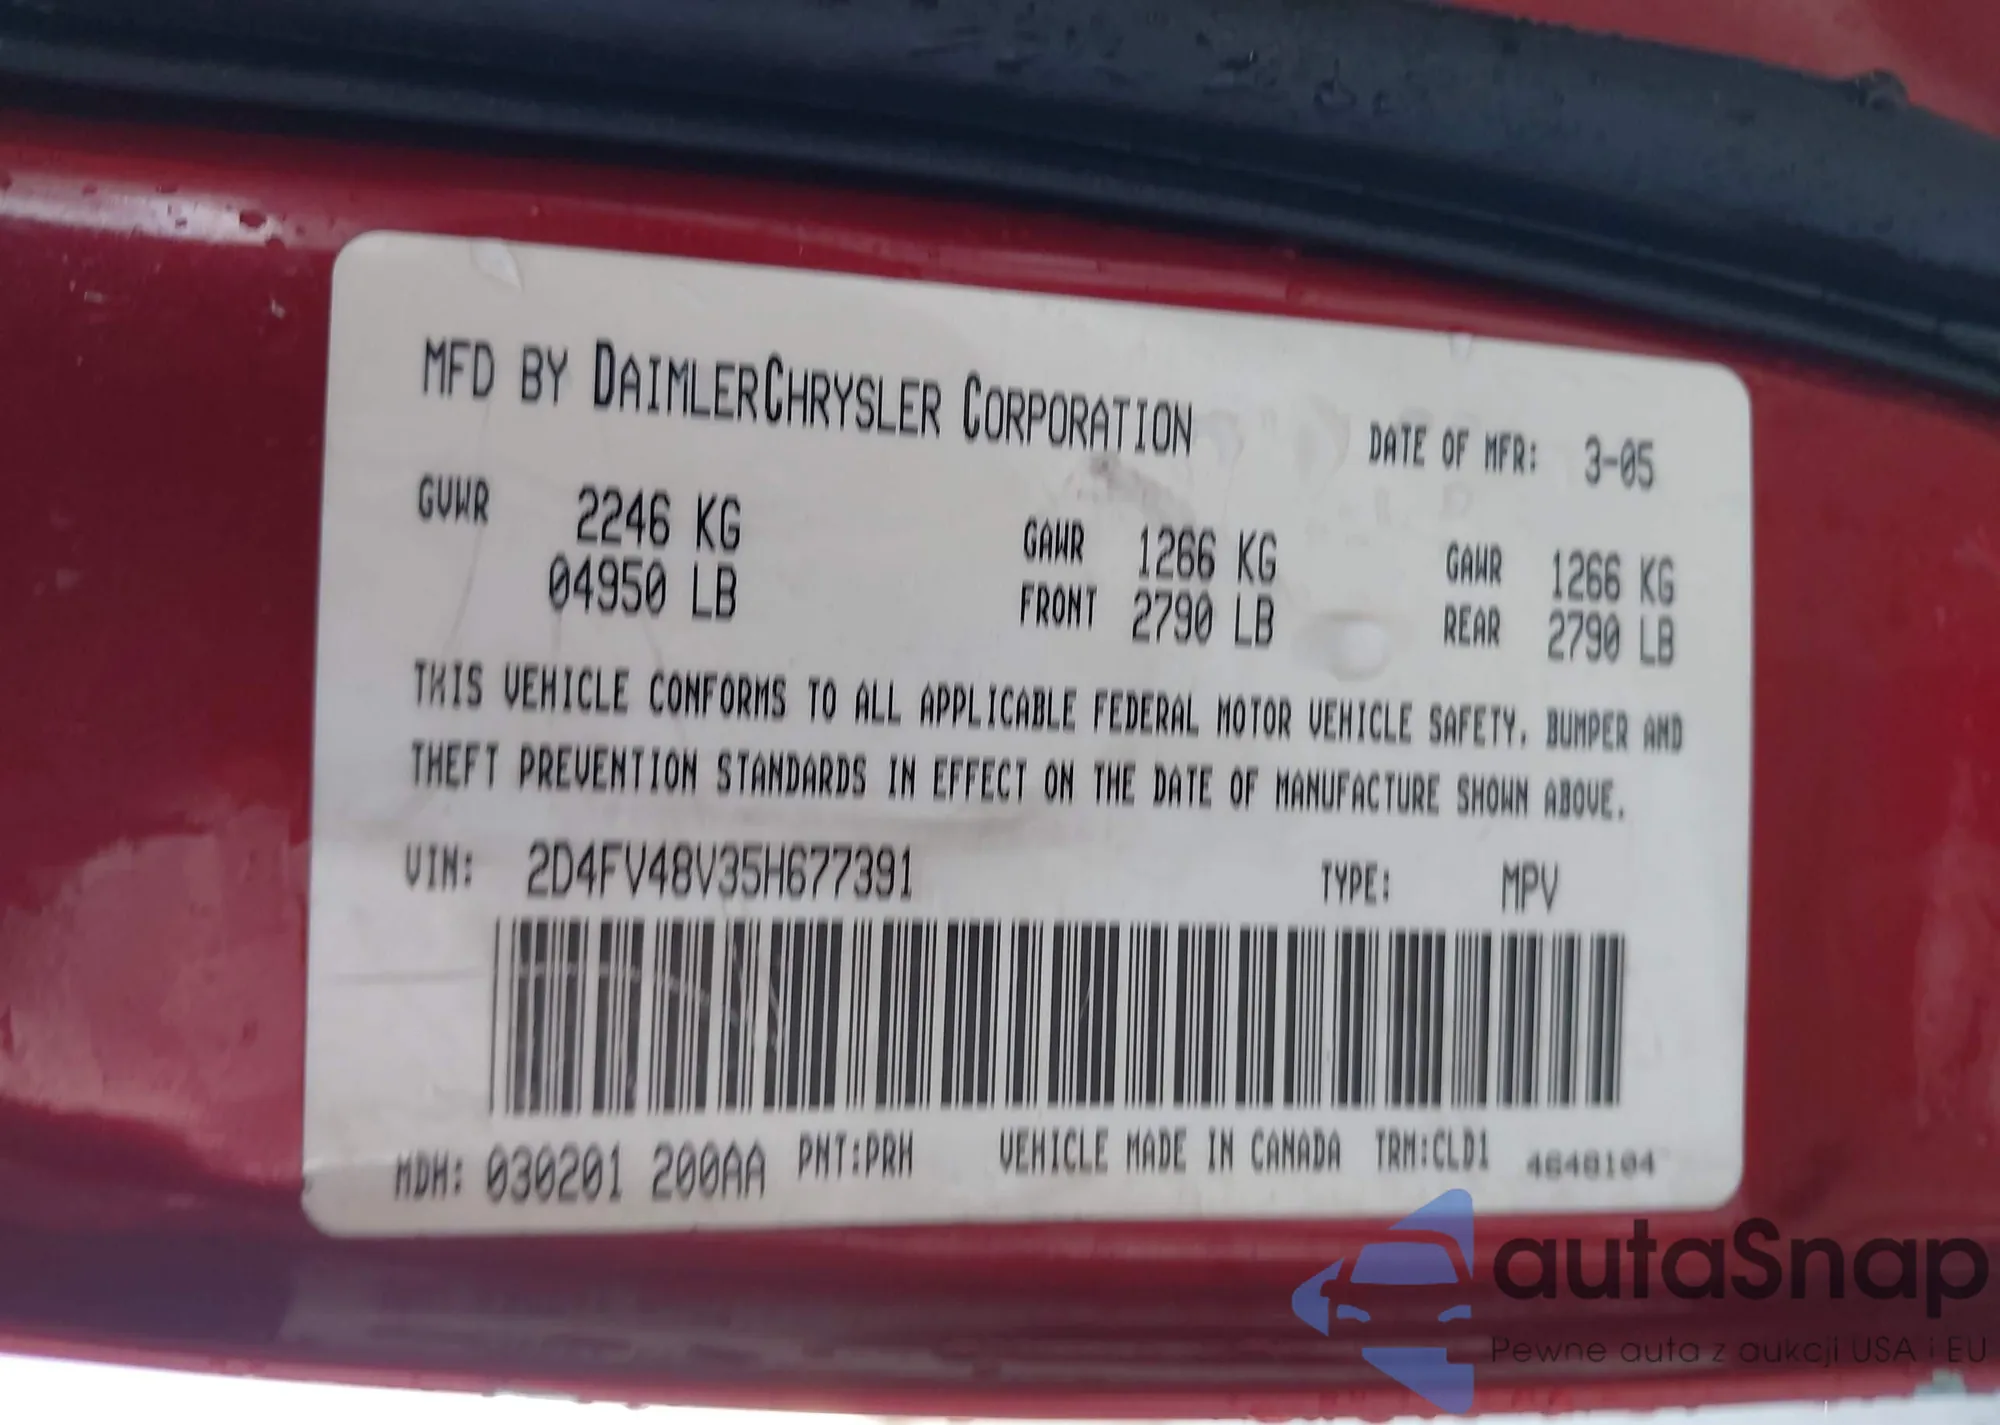 MFD BY DAIMLERCHRYSLER CORPORATION DATE OF MFR: 3-05
GVWR 2246 KG GAWR 1266 KG GAWR 1266 KG
04950 LB FRONT 2790 LB REAR 2790 LB
THIS VEHICLE CONFORMS TO ALL APPLICABLE FEDERAL MOTOR VEHICLE SAFETY, BUMPER AND
THEFT PREVENTION STANDARDS IN EFFECT ON THE DATE OF MANUFACTURE SHOWN ABOVE.
VIN: 2D4FV48V35H677391 TYPE: MPV
MDH: 030201 200AA PNT:PRH VEHICLE MADE IN CANADA TRM:CLD1 4648104
autaSnap
Pewne auta z aukcji USA i EU